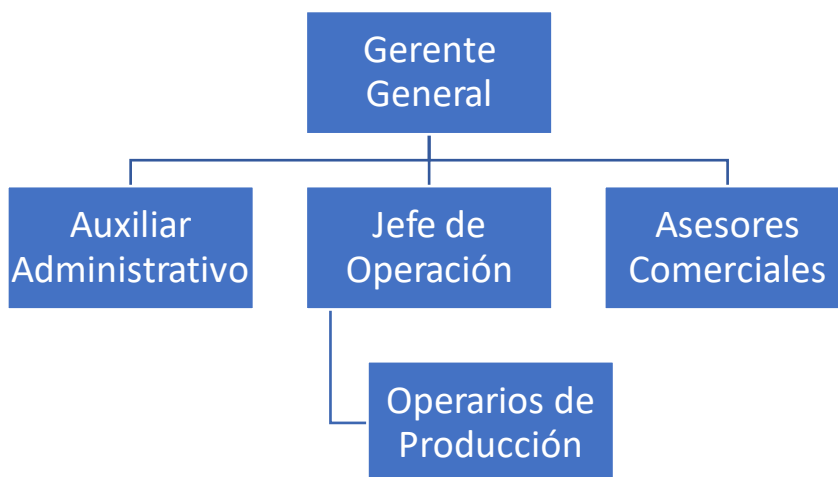 Gerente
General
Auxiliar
Administrativo
Jefe de
Operación
Asesores
Comerciales
Operarios de
Producción